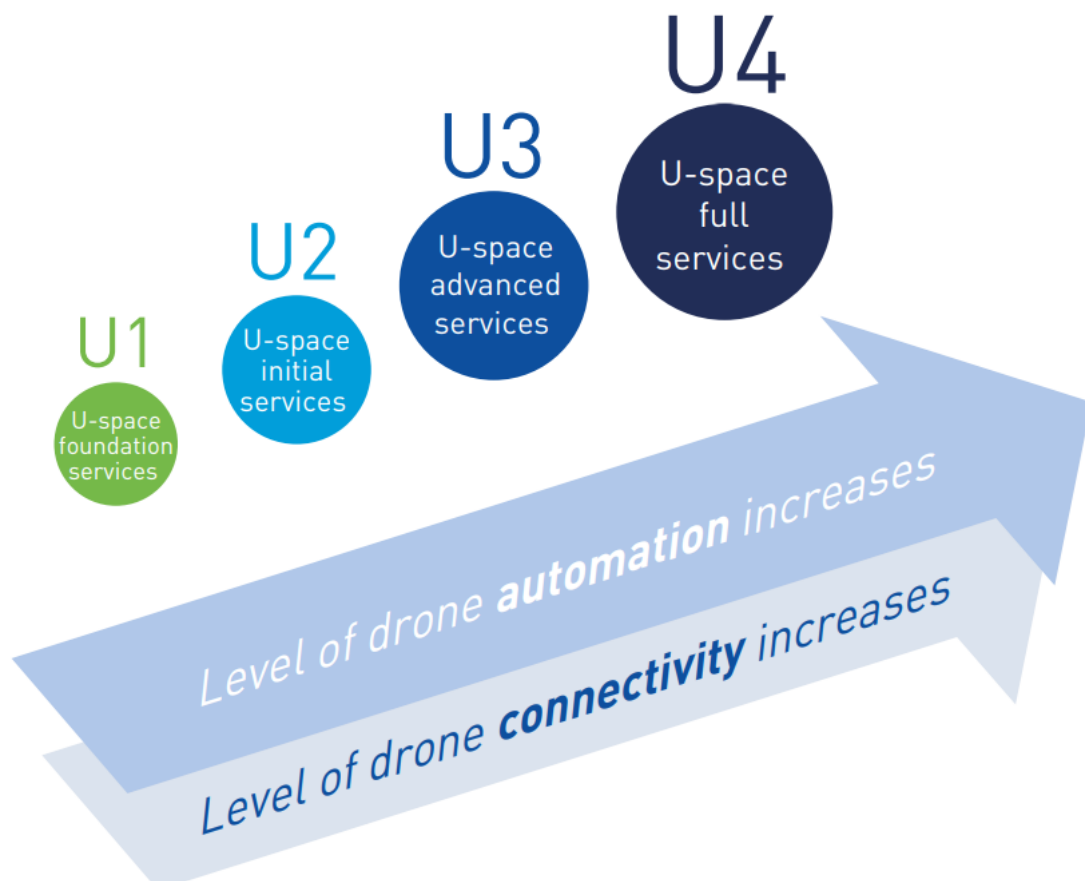 U1
U-space
foundation
services
U2
U-space
initial
services
U3
U-space
advanced
services
U4
U-space
full
services
Level of drone automation increases
Level of drone connectivity increases